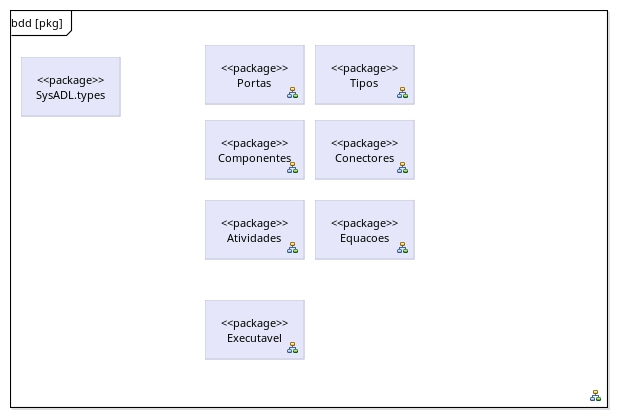 bdd [pkg]
<<package>>
SysADL.types
<<package>>
Portas
<<package>>
Tipos
<<package>>
Componentes
<<package>>
Conectores
<<package>>
Atividades
<<package>>
Equacoes
<<package>>
Executavel